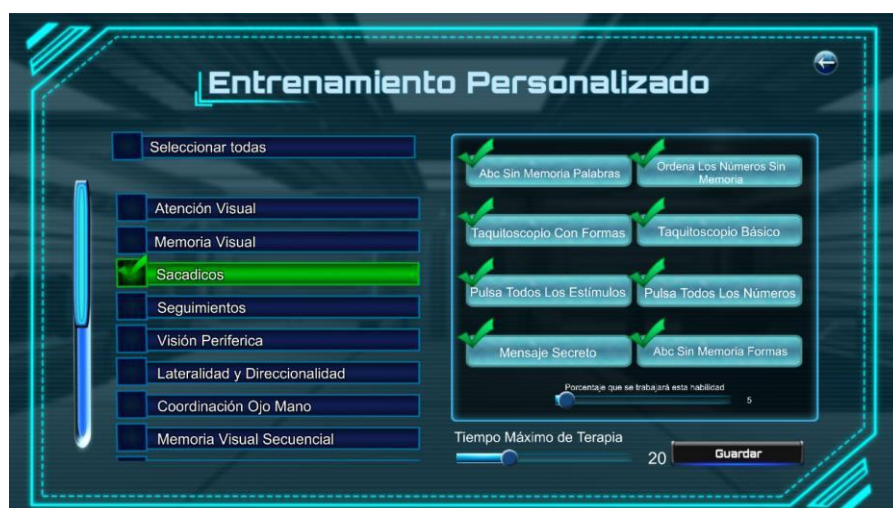 Entrenamiento Personalizado
Seleccionar todas
Atención Visual
Memoria Visual
Sacadicos
Seguimientos
Visión Periferica
Lateralidad y Direccionalidad
Coordinación Ojo Mano
Memoria Visual Secuencial
Abc Sin Memoria Palabras
Ordena Los Números Sin
Memoria
Taquitoscopio Con Formas
Taquitoscopio Básico
Pulsa Todos Los Estímulos
Pulsa Todos Los Números
Mensaje Secreto
Abc Sin Memoria Formas
Porcentaje que se trabajará esta habilidad
5
Tiempo Máximo de Terapia
20
Guardar